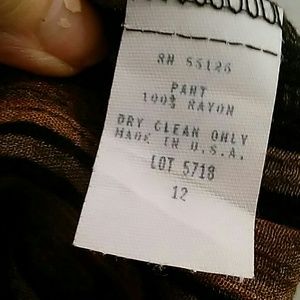 RN 55126
PANT
100% RAYON
DRY CLEAN ONLY
MADE IN U.S.A.
LOT 5718
12